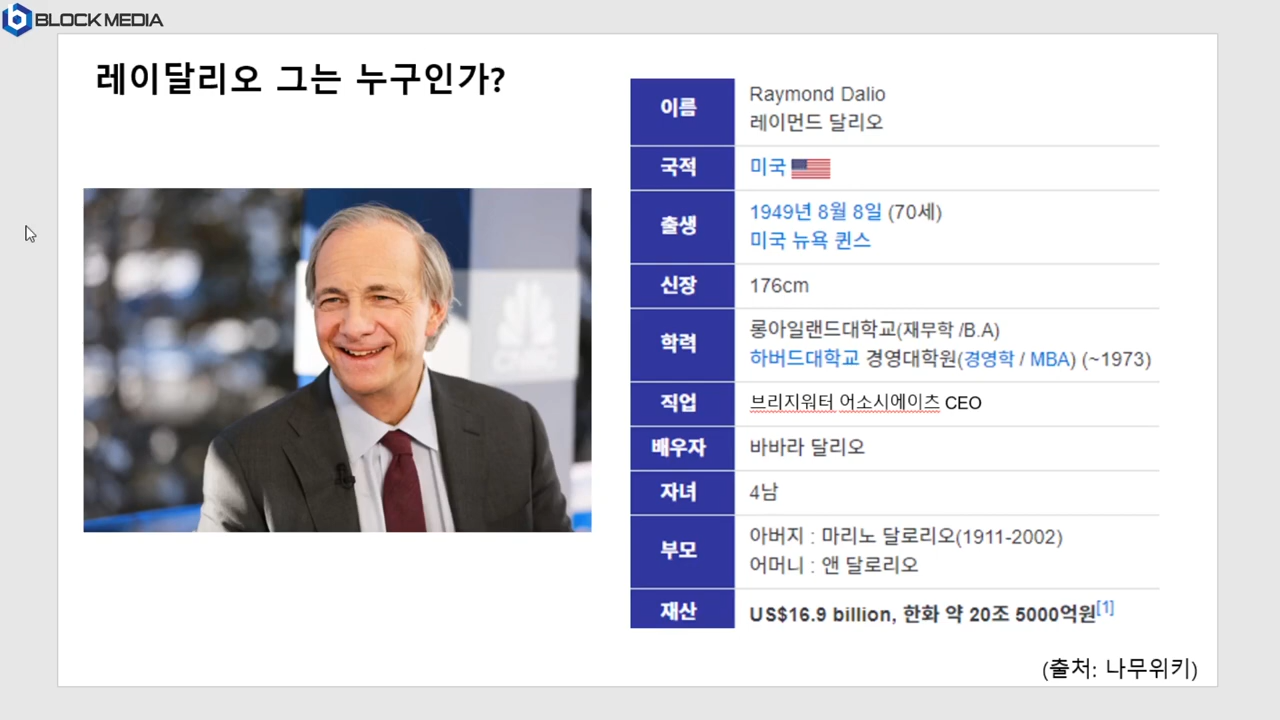 BLOCK MEDIA
레이달리오 그는 누구인가?
이름
Raymond Dalio
레이먼드 달리오
국적
미국
출생
1949년 8월 8일 (70세)
미국 뉴욕 퀸스
신장
176cm
학력
롱아일랜드대학교(재무학 /B.A)
하버드대학교 경영대학원(경영학 / MBA) (~1973)
직업
브리지워터 어소시에이츠 CEO
배우자
바바라 달리오
자녀
4남
부모
아버지 : 마리노 달로리오(1911-2002)
어머니 : 앤 달로리오
재산
US$16.9 billion, 한화 약 20조 5000억원[1]
(출처: 나무위키)
CNBC